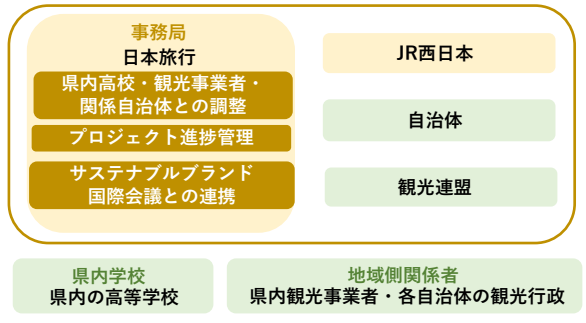 事務局
日本旅行
県内高校・観光事業者・
関係自治体との調整
プロジェクト進捗管理
サステナブルブランド
国際会議との連携
JR西日本
自治体
観光連盟
県内学校
県内の高等学校
地域側関係者
県内観光事業者・各自治体の観光行政